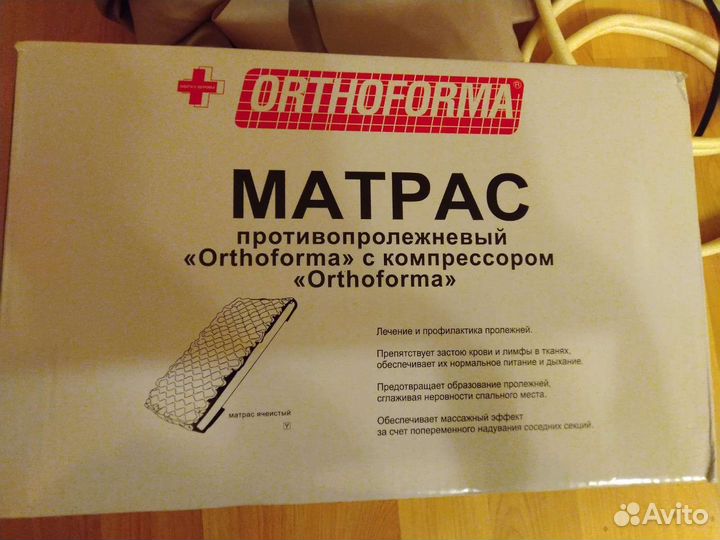 ORTHOFORMA®
МАТРАС
противопролежневый
«Orthoforma» с компрессором
«Orthoforma»
Лечение и профилактика пролежней.
Препятствует застою крови и лимфы в тканях,
обеспечивает их нормальное питание и дыхание.
Предотвращает образование пролежней,
сглаживая неровности спального места.
Обеспечивает массажный эффект
за счет попеременного надувания соседних секций.
матрас ячеистый
Y
Avito